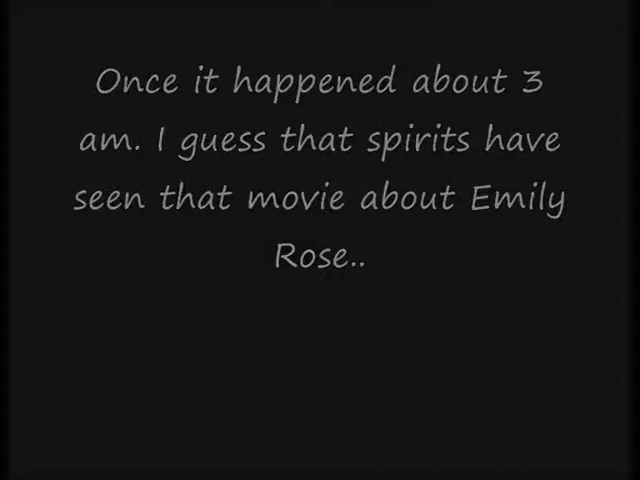 Once it happened about 3
am. I guess that spirits have
seen that movie about Emily
Rose..